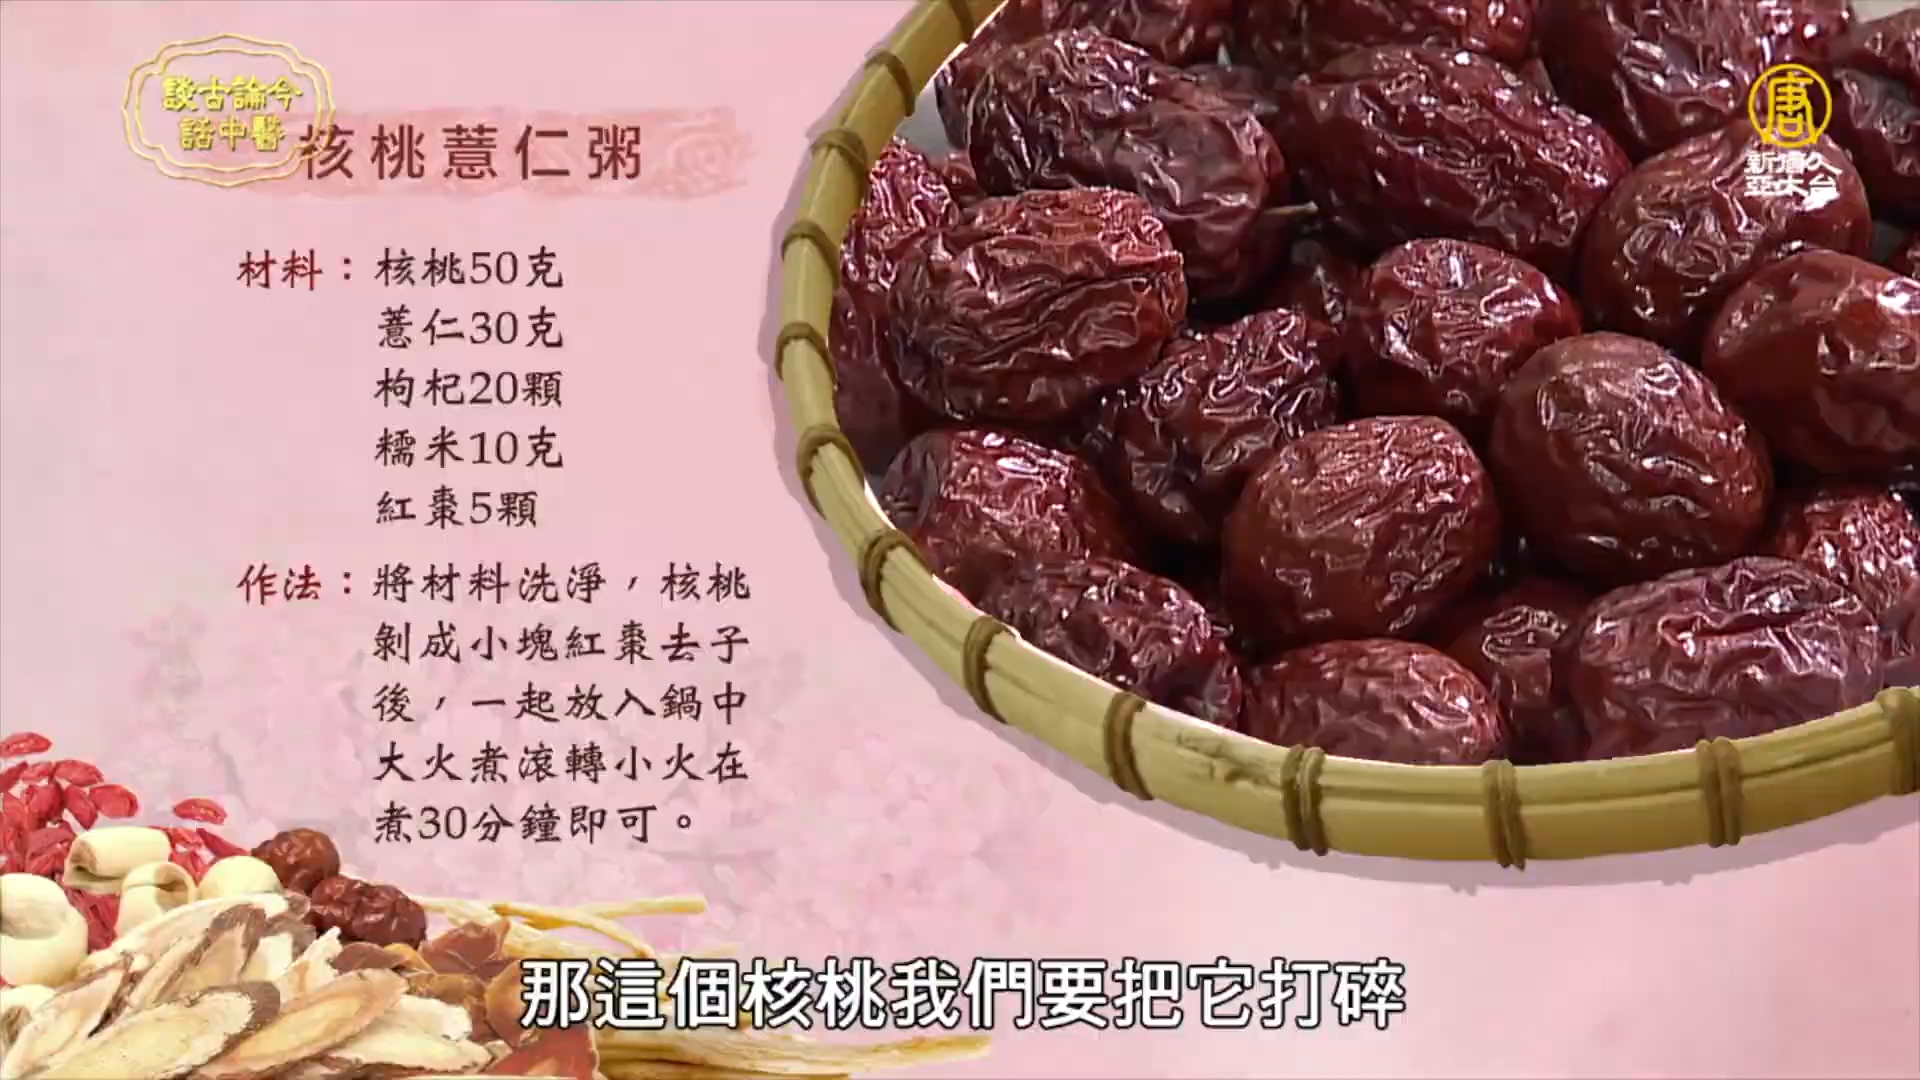 談古論今
話中醫
核桃薏仁粥
材料：核桃50克
薏仁30克
枸杞20顆
糯米10克
紅棗5顆
作法：將材料洗淨，核桃
剝成小塊紅棗去子
後，一起放入鍋中
大火煮滾轉小火在
煮30分鐘即可。
那這個核桃我們要把它打碎
唐